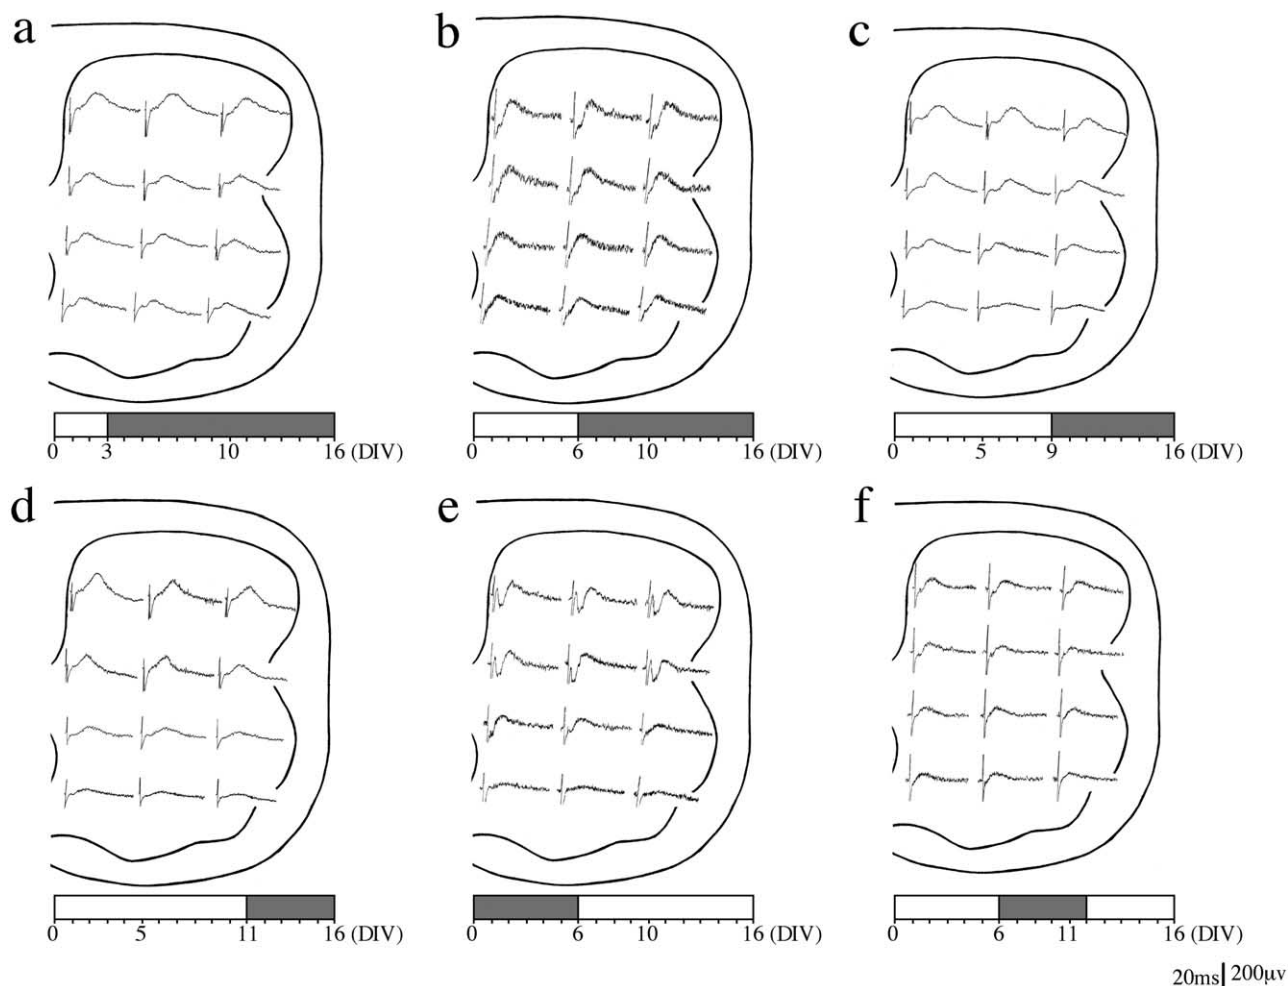 a b c
0 3 10 16 (DIV)
0 6 10 16 (DIV)
0 5 9 16 (DIV)
d e f
0 5 11 16 (DIV)
0 6 10 16 (DIV)
0 6 11 16 (DIV)
20ms 200μv